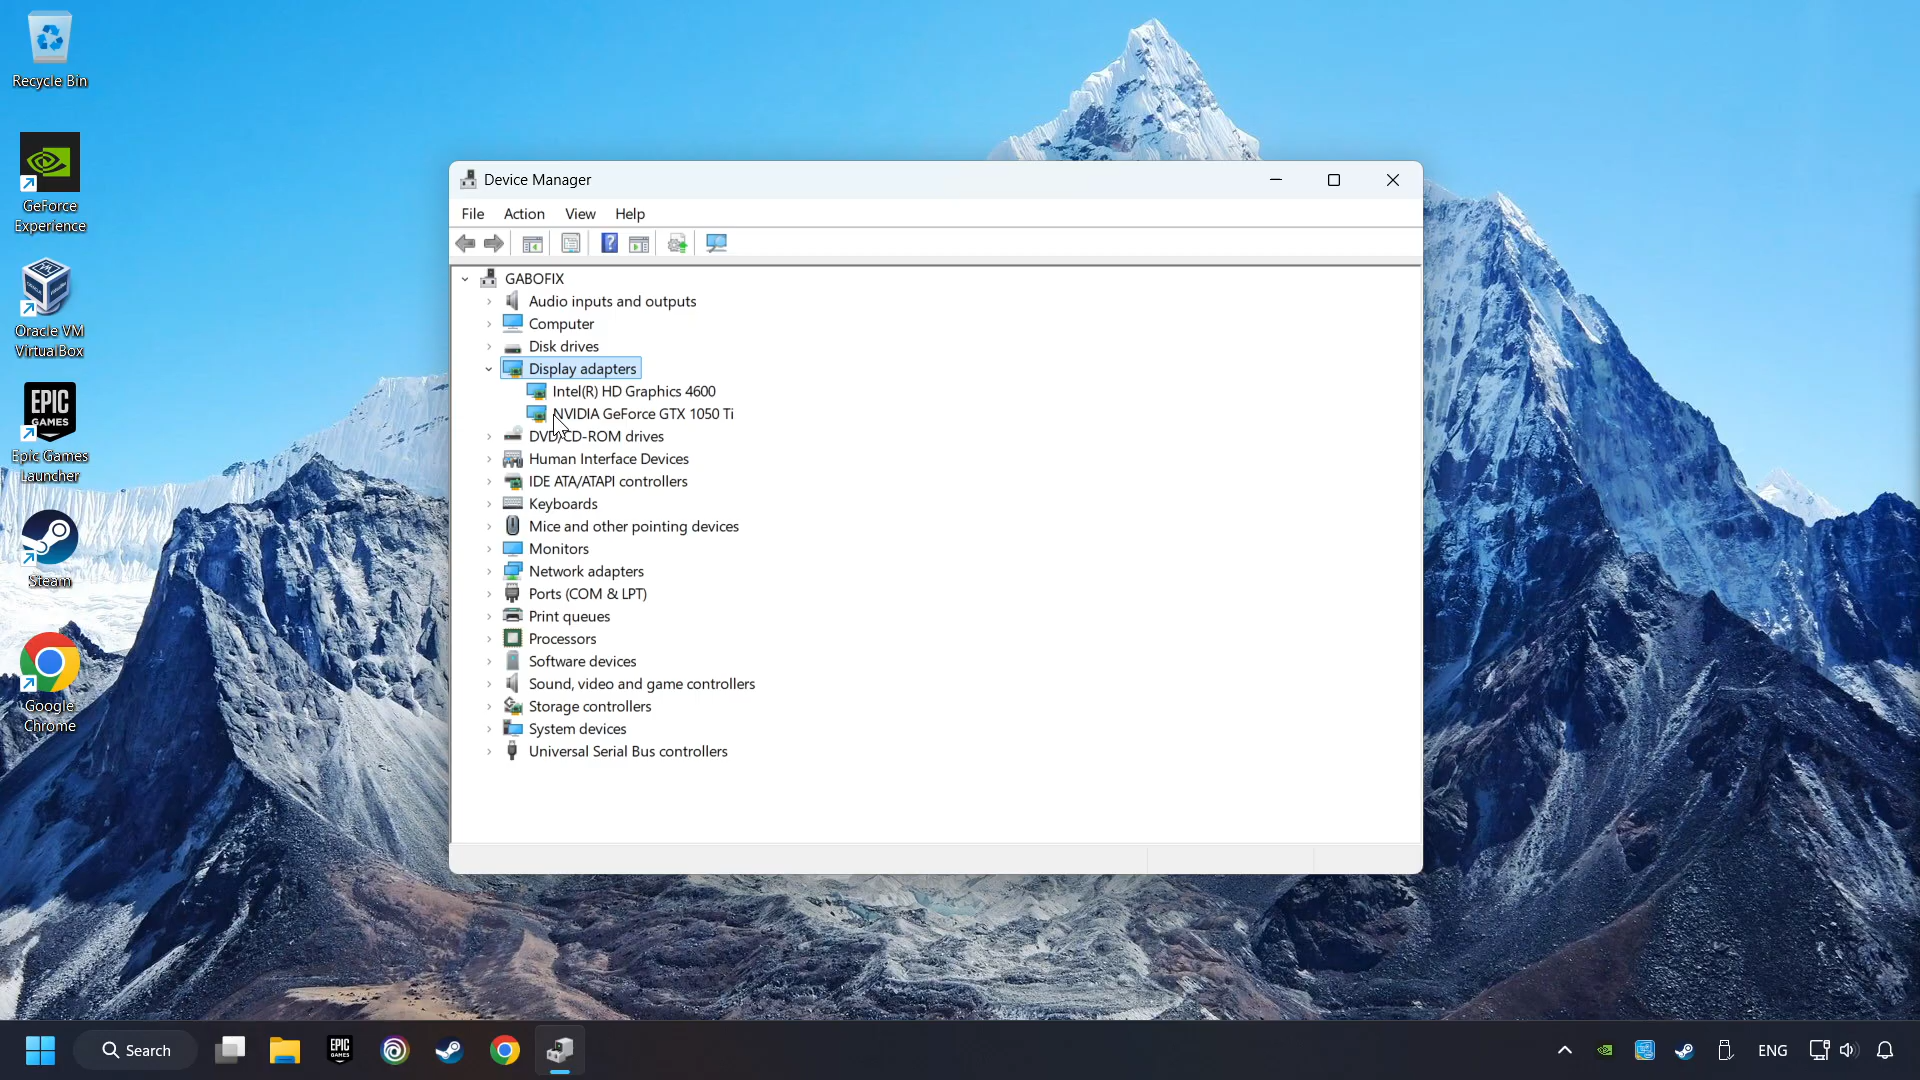 Recycle Bin
GeForce
Experience
Oracle VM
VirtualBox
EPIC
GAMES
Epic Games
Launcher
Steam
Google
Chrome
Device Manager
File Action View Help
GABOFIX
Audio inputs and outputs
Computer
Disk drives
Display adapters
Intel(R) HD Graphics 4600
NVIDIA GeForce GTX 1050 Ti
DVD/CD-ROM drives
Human Interface Devices
IDE ATA/ATAPI controllers
Keyboards
Mice and other pointing devices
Monitors
Network adapters
Ports (COM & LPT)
Print queues
Processors
Software devices
Sound, video and game controllers
Storage controllers
System devices
Universal Serial Bus controllers
Search
EPIC
GAMES
ENG